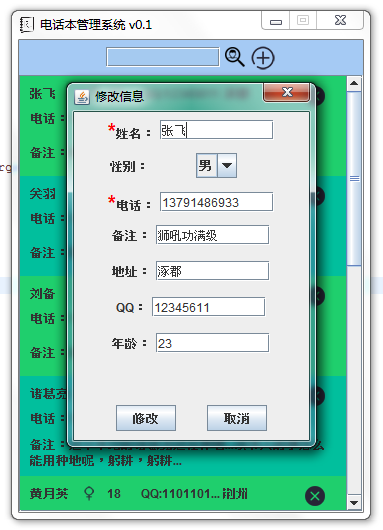 电话本管理系统 v0.1
修改信息
*姓名： 张飞
性别： 男
*电话： 13791486933
备注： 狮吼功满级
地址： 涿郡
QQ： 12345611
年龄： 23
修改 取消
张飞
电话：
备注：
关羽
电话：
备注：
刘备
电话：
备注：
诸葛亮
电话：
备注：
能用种地呢，躬耕，躬耕...
黄月英 ♀ 18 QQ:1101101... 荆州